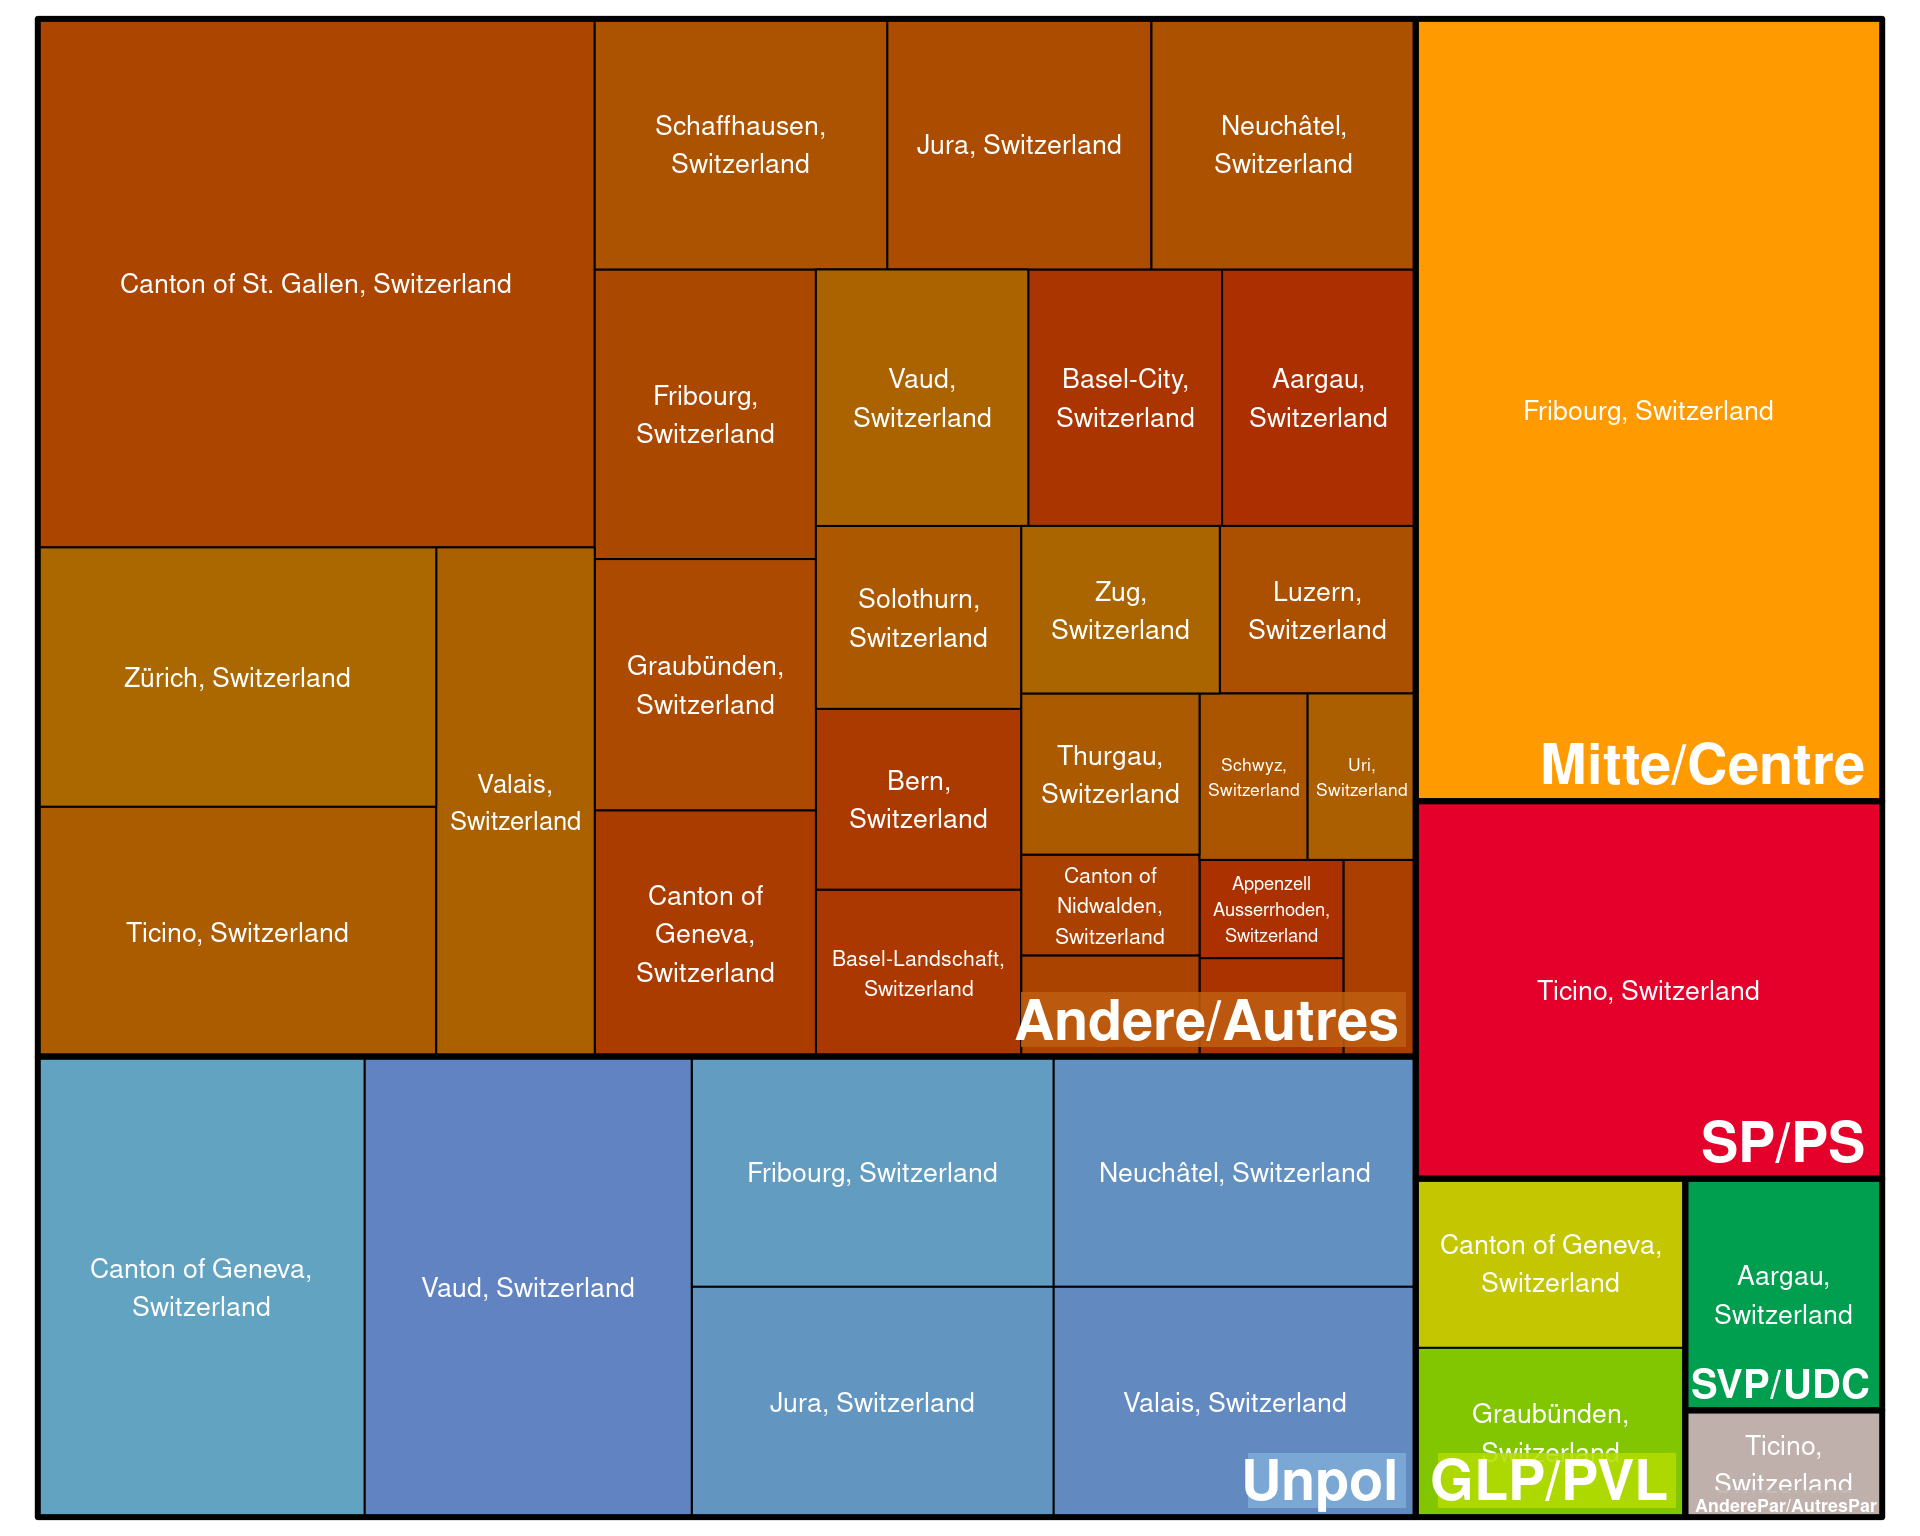 Canton of St. Gallen, Switzerland
Zürich, Switzerland
Ticino, Switzerland
Valais,
Switzerland
Schaffhausen,
Switzerland
Jura, Switzerland
Neuchâtel,
Switzerland
Fribourg,
Switzerland
Graubünden,
Switzerland
Canton of
Geneva,
Switzerland
Vaud,
Switzerland
Basel-City,
Switzerland
Aargau,
Switzerland
Solothurn,
Switzerland
Bern,
Switzerland
Basel-Landschaft,
Switzerland
Zug,
Switzerland
Luzern,
Switzerland
Thurgau,
Switzerland
Schwyz,
Switzerland
Uri,
Switzerland
Canton of
Nidwalden,
Switzerland
Appenzell
Ausserrhoden,
Switzerland
Andere/Autres
Canton of Geneva,
Switzerland
Vaud, Switzerland
Fribourg, Switzerland
Neuchâtel, Switzerland
Jura, Switzerland
Valais, Switzerland
Unpol
Fribourg, Switzerland
Mitte/Centre
Ticino, Switzerland
SP/PS
Canton of Geneva,
Switzerland
Graubünden,
Switzerland
GLP/PVL
Aargau,
Switzerland
SVP/UDC
Ticino,
Switzerland
AnderePar/AutresPar